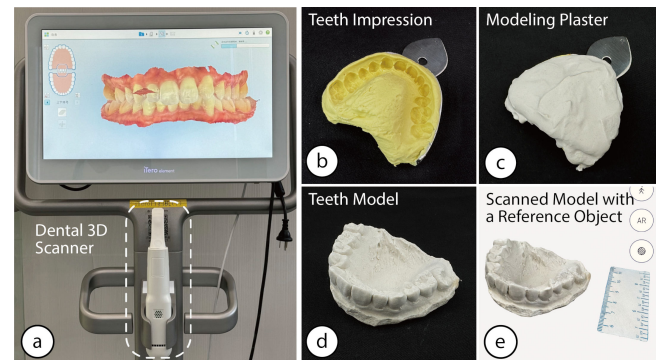 iTero element
Dental 3D
Scanner
a
Teeth Impression
b
Modeling Plaster
c
Teeth Model
d
Scanned Model with
a Reference Object
AR
e